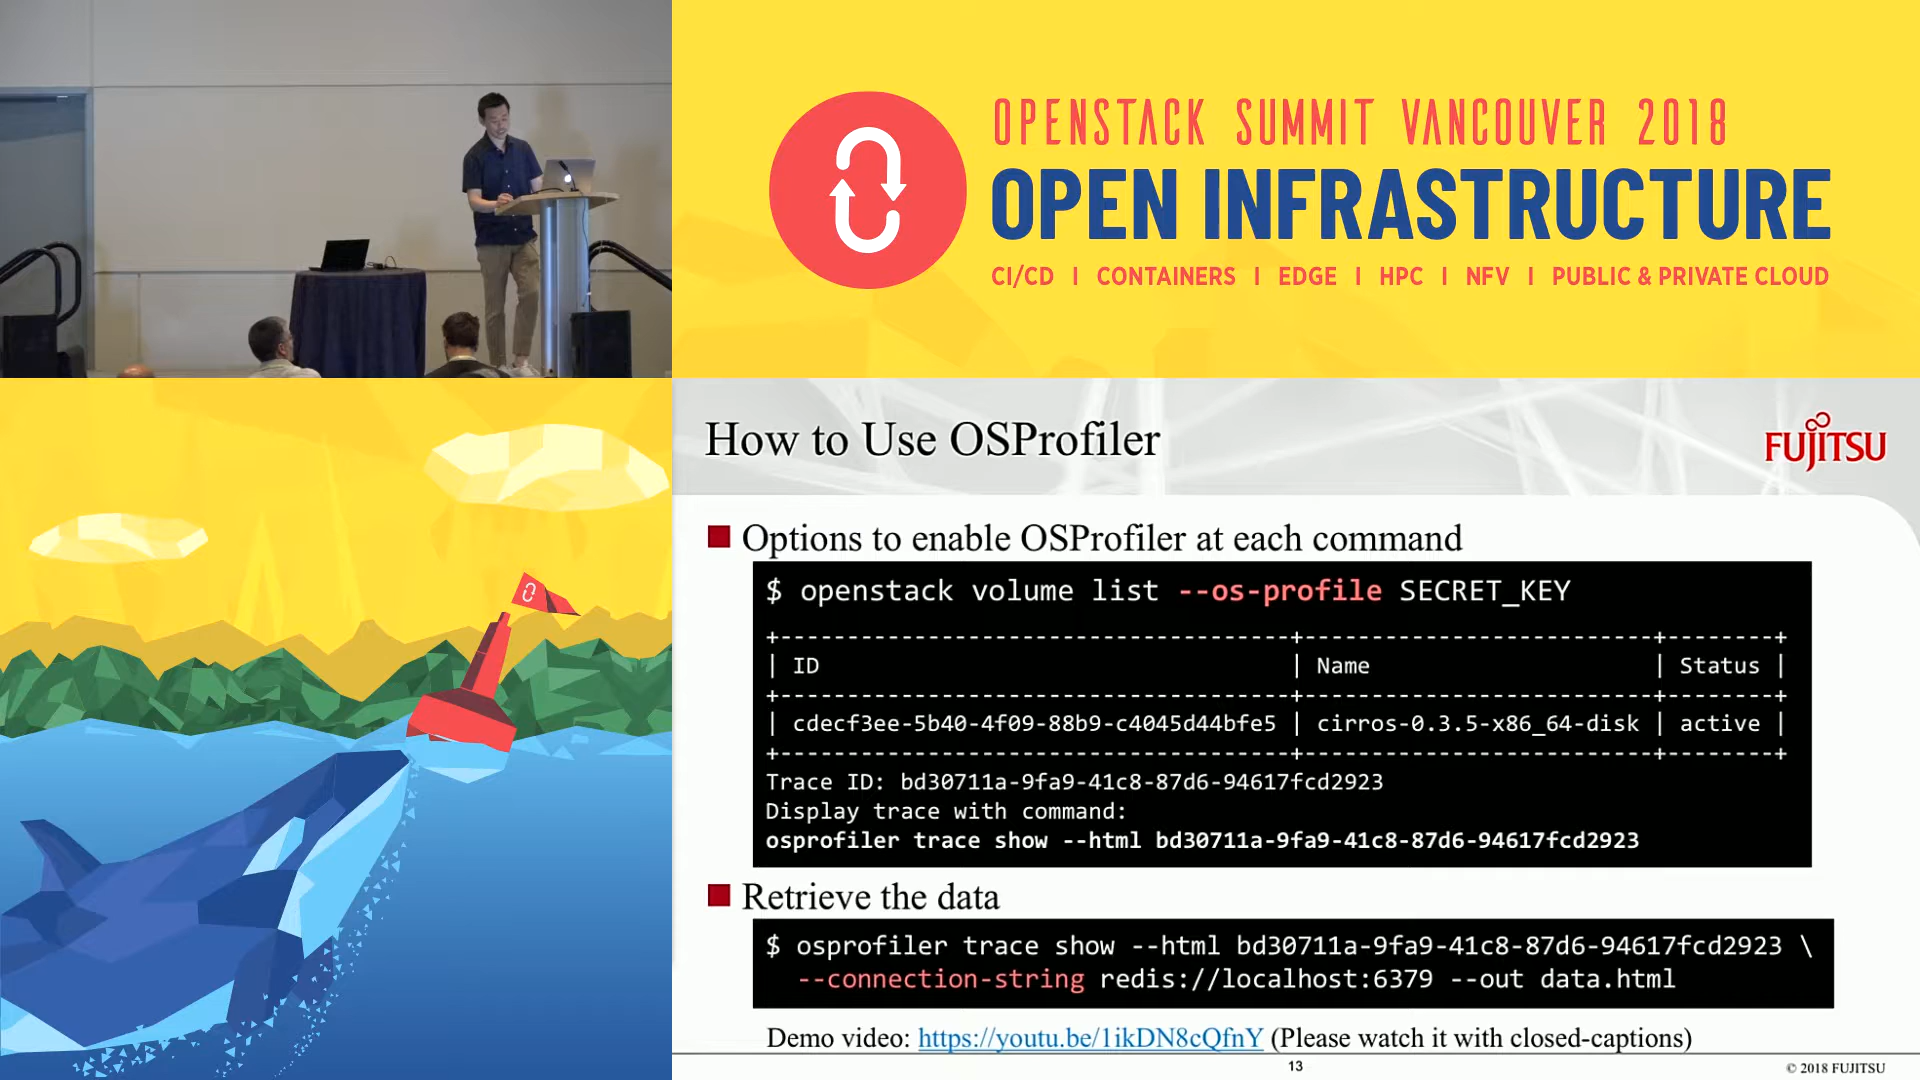 OPENSTACK SUMMIT VANCOUVER 2018
OPEN INFRASTRUCTURE
CI/CD | CONTAINERS | EDGE | HPC | NFV | PUBLIC & PRIVATE CLOUD
How to Use OSProfiler
FUJITSU
Options to enable OSProfiler at each command
$ openstack volume list --os-profile SECRET_KEY
+--------------------------------------+--------------------------+--------+
| ID | Name | Status |
+--------------------------------------+--------------------------+--------+
| cdecf3ee-5b40-4f09-88b9-c4045d44bfe5 | cirros-0.3.5-x86_64-disk | active |
+--------------------------------------+--------------------------+--------+
Trace ID: bd30711a-9fa9-41c8-87d6-94617fcd2923
Display trace with command:
osprofiler trace show --html bd30711a-9fa9-41c8-87d6-94617fcd2923
Retrieve the data
$ osprofiler trace show --html bd30711a-9fa9-41c8-87d6-94617fcd2923 \
--connection-string redis://localhost:6379 --out data.html
Demo video: https://youtu.be/1ikDN8cQfnY (Please watch it with closed-captions)
13
© 2018 FUJITSU